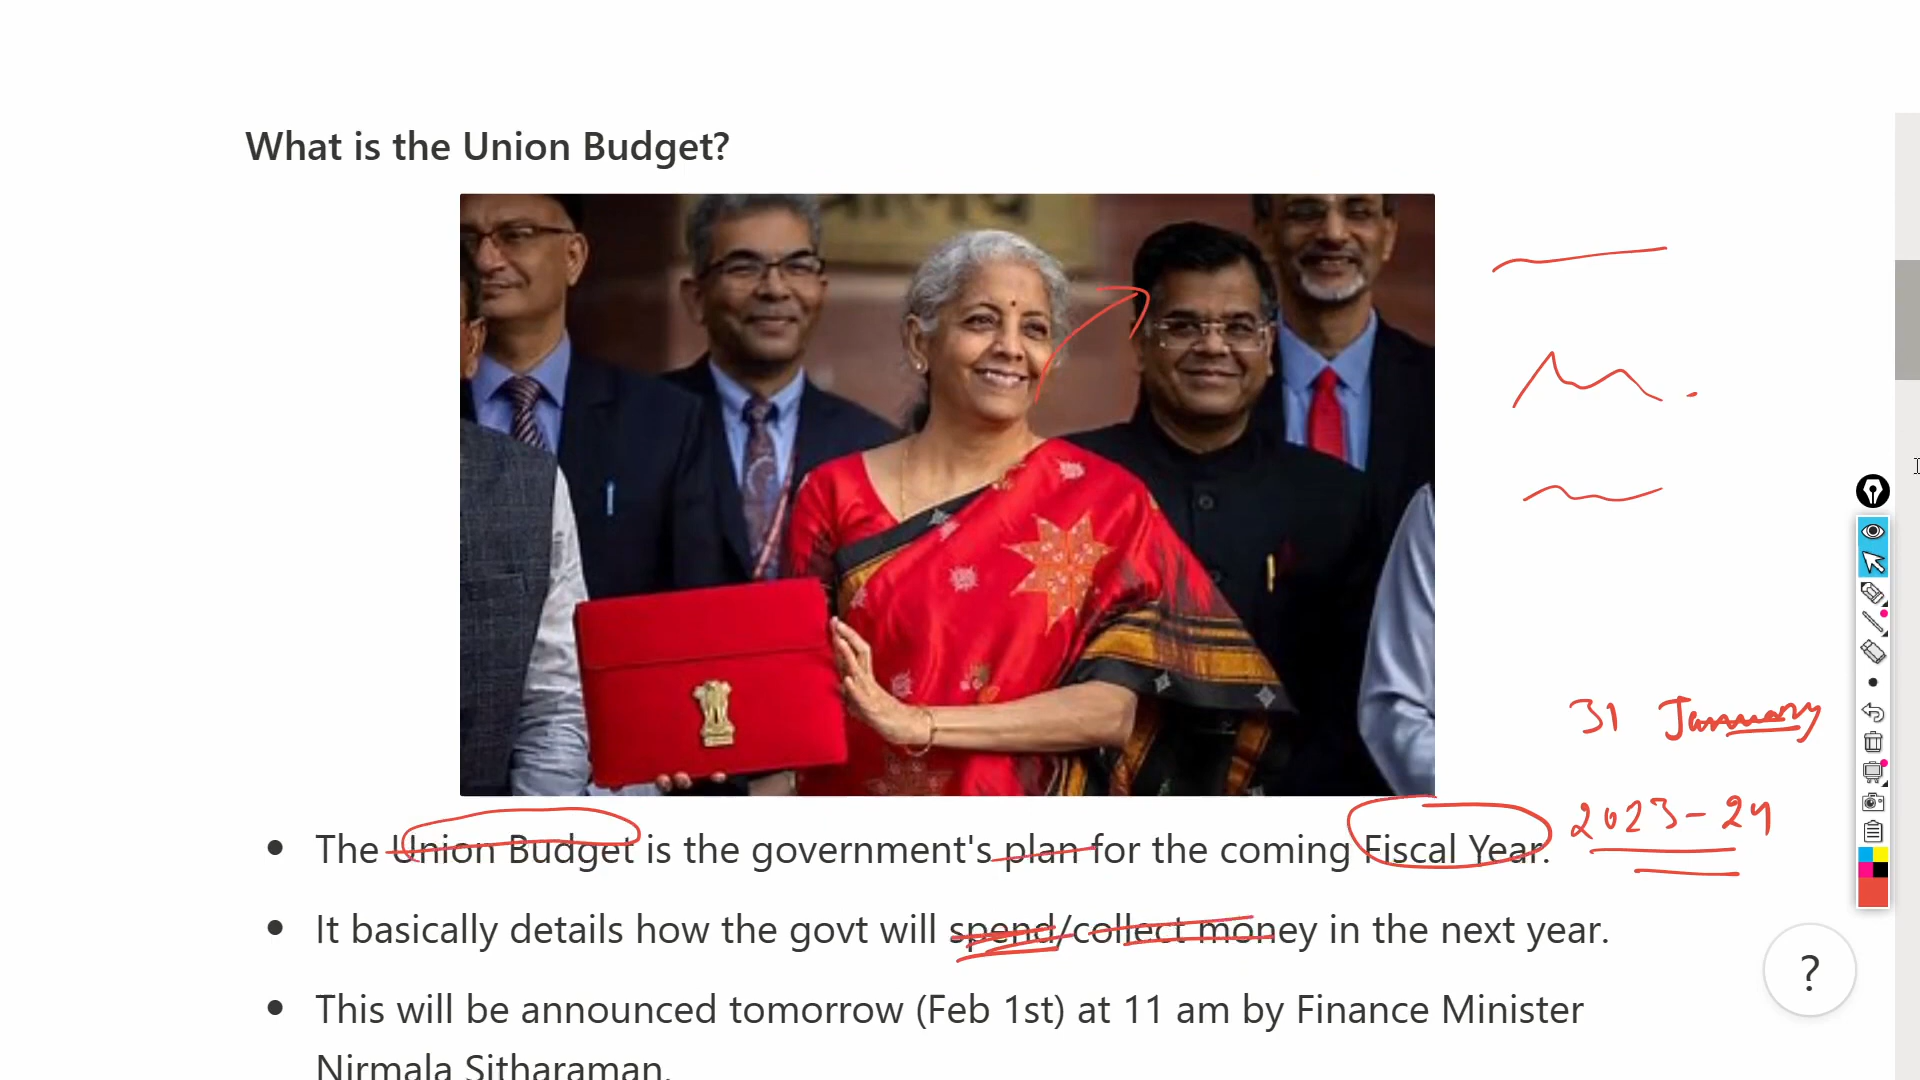 What is the Union Budget?
31 January
2023-24
The Union Budget is the government's plan for the coming Fiscal Year.
It basically details how the govt will spend/collect money in the next year.
This will be announced tomorrow (Feb 1st) at 11 am by Finance Minister
Nirmala Sitharaman.
?